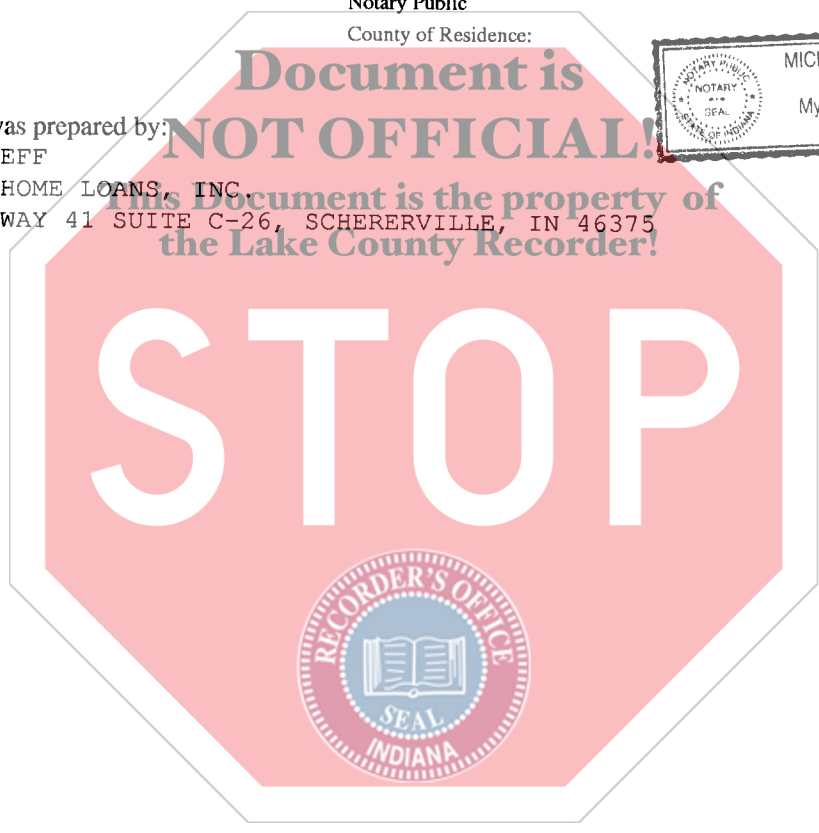 Notary Public
County of Residence:
Document is
MICH
NOTARY PUBLIC
NOTARY
SEAL
STATE OF INDIANA
My
was prepared by:
NOT OFFICIAL!
EFF
HOME LOANS, INC.
This Document is the property of
WAY 41 SUITE C-26, SCHERERVILLE, IN 46375
the Lake County Recorder!
STOP
RECORDER'S OFFICE
SEAL
INDIANA